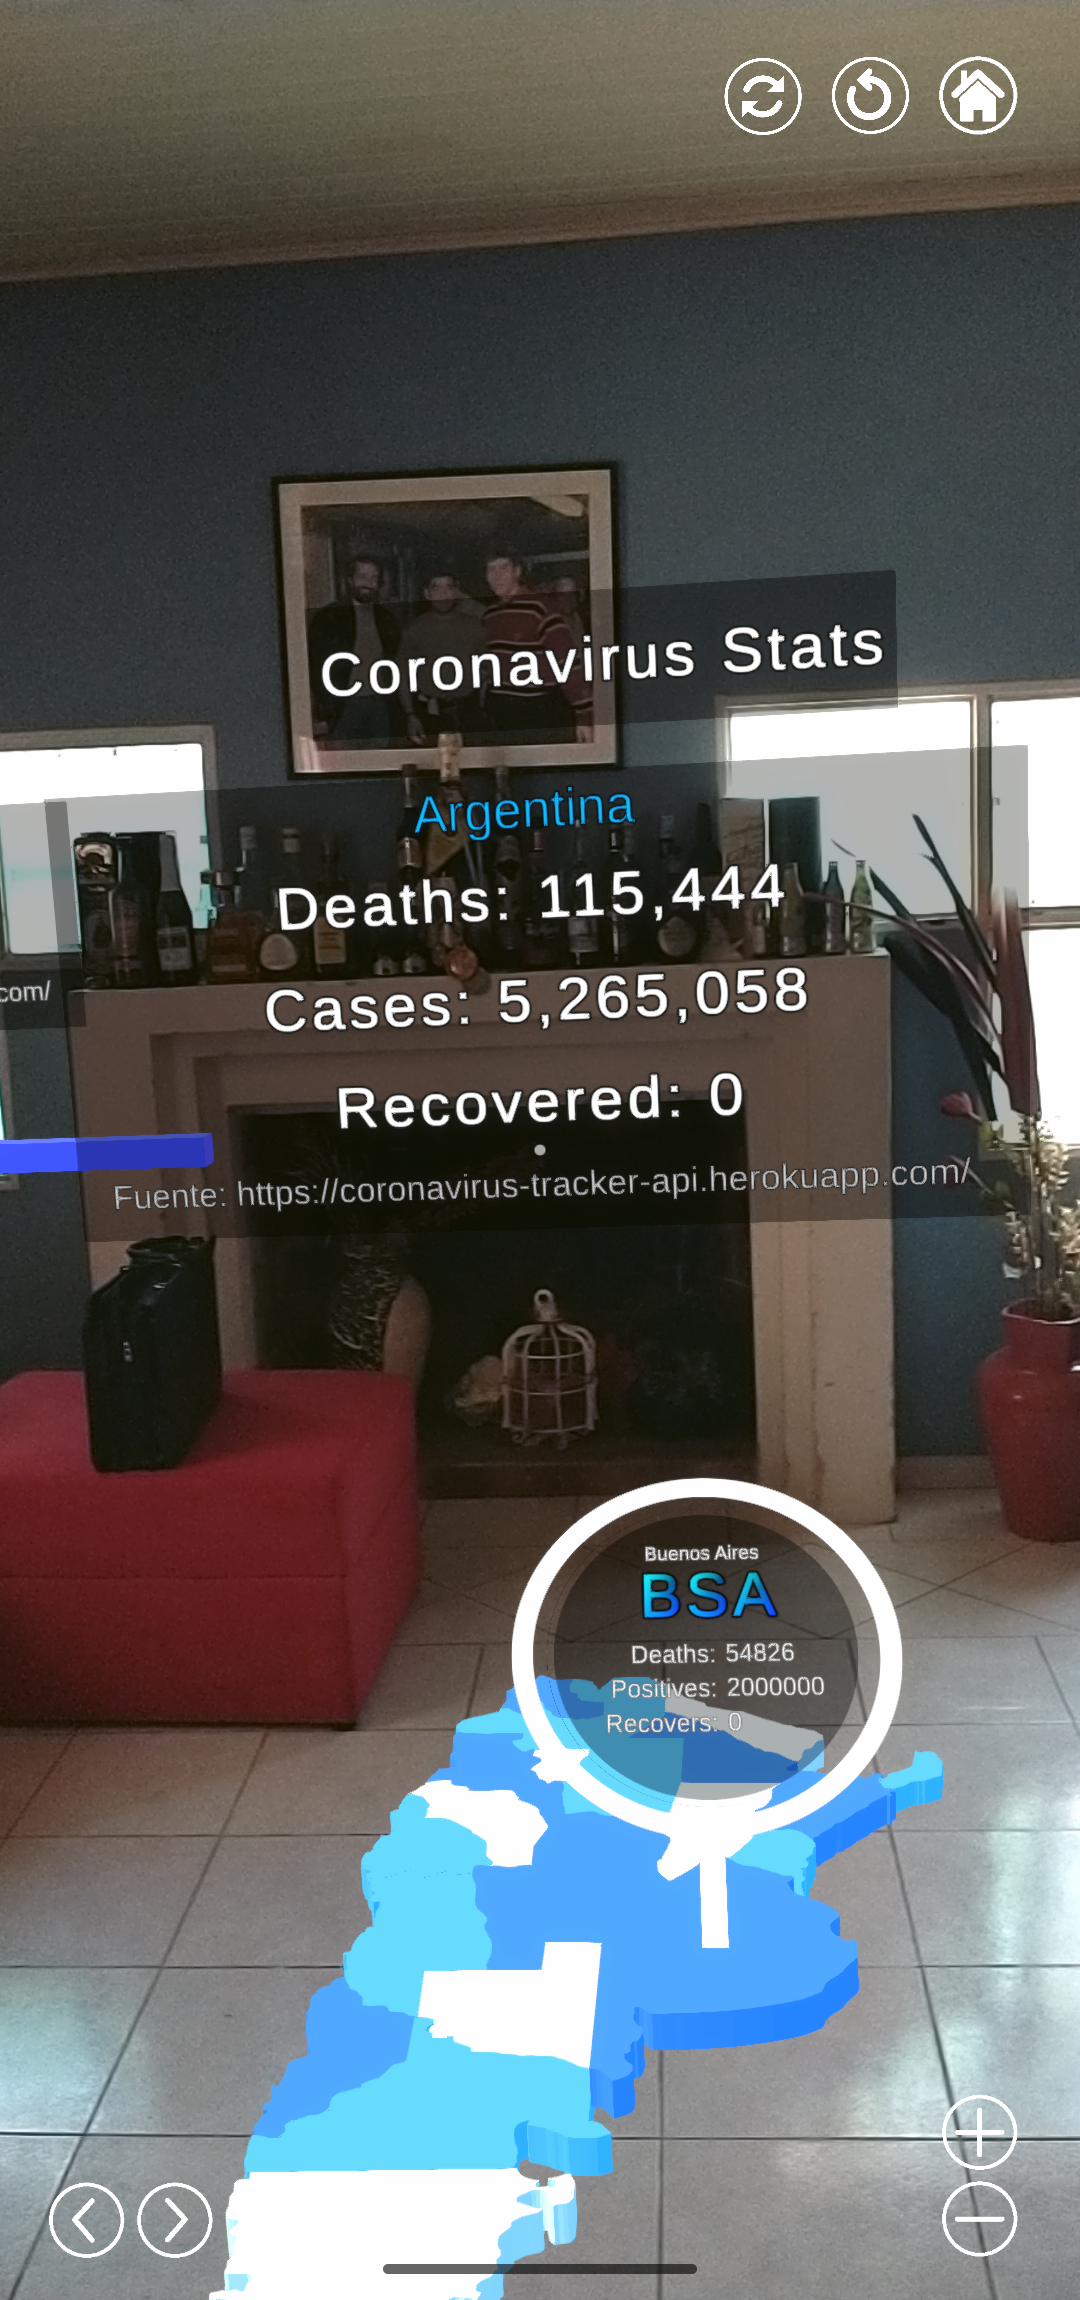 Coronavirus Stats
Argentina
Deaths: 115,444
Cases: 5,265,058
Recovered: 0
com/
Fuente: https://coronavirus-tracker-api.herokuapp.com/
Buenos Aires
BSA
Deaths: 54826
Positives: 2000000
Recovers: 0